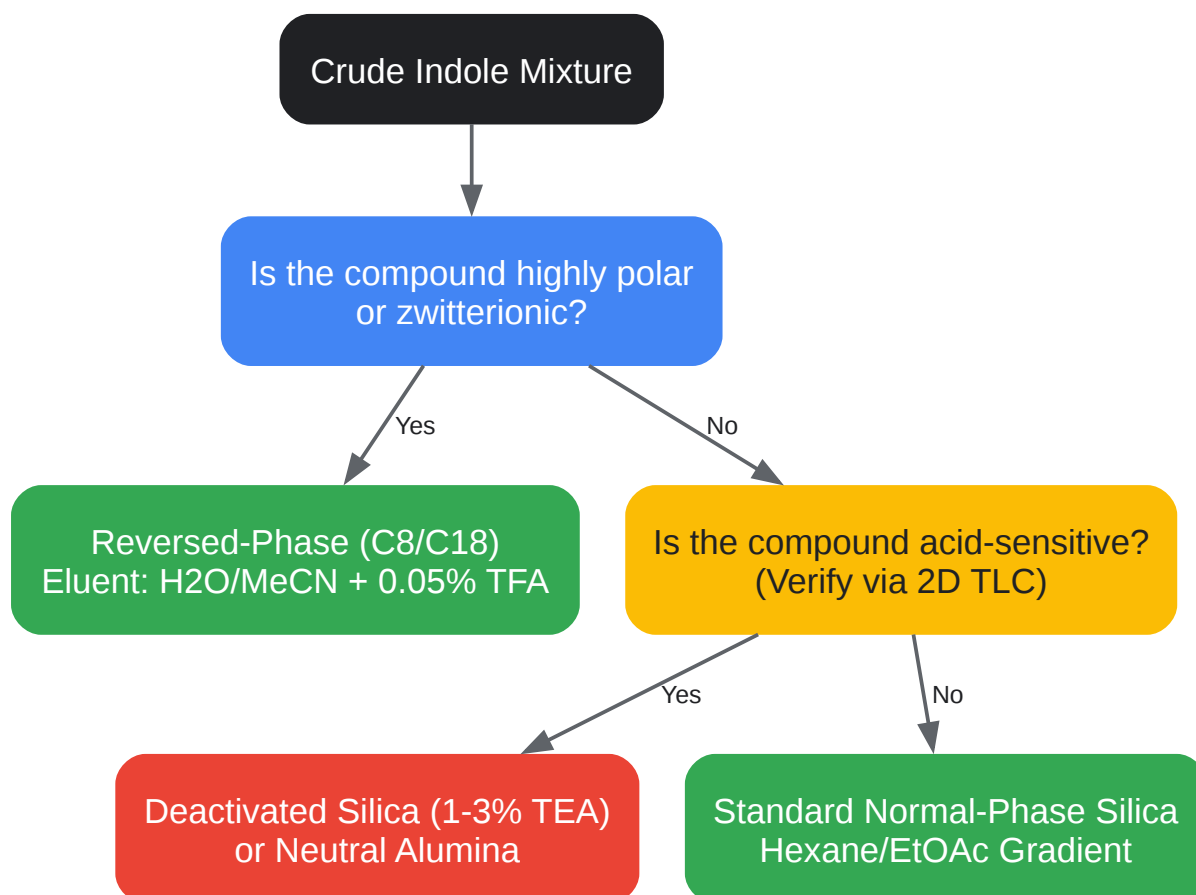 Crude Indole Mixture
Is the compound highly polar
or zwitterionic?
Yes
No
Reversed-Phase (C8/C18)
Eluent: H2O/MeCN + 0.05% TFA
Is the compound acid-sensitive?
(Verify via 2D TLC)
Yes
No
Deactivated Silica (1-3% TEA)
or Neutral Alumina
Standard Normal-Phase Silica
Hexane/EtOAc Gradient